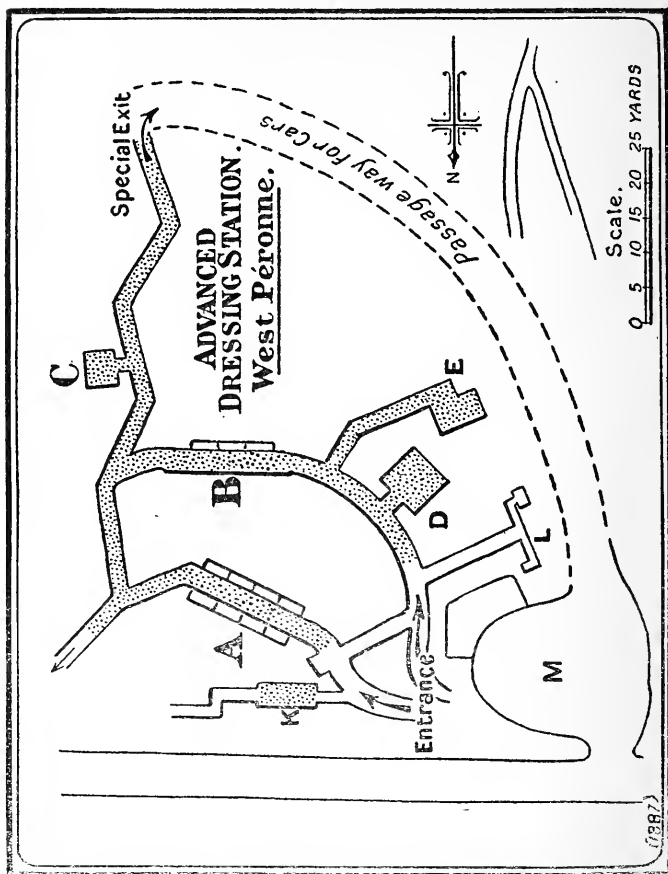 Special Exit
Passage way for Cars
ADVANCED
DRESSING STATION.
West Péronne.
N
C
B
A
K
D
E
L
M
Entrance
Scale.
0 5 10 15 20 25 YARDS
(1887)